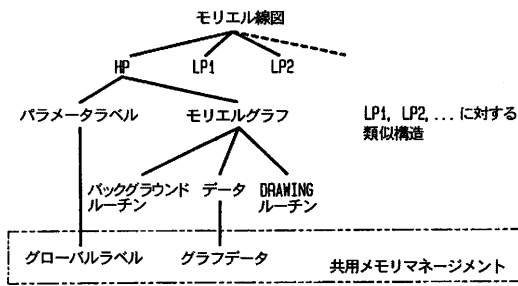 モリエル線図
HP
LP1
LP2
パラメータラベル
モリエルグラフ
LP1, LP2, ... に対する
類似構造
バックグラウンド
ルーチン
データ
DRAWING
ルーチン
グローバルラベル
グラフデータ
共用メモリマネージメント